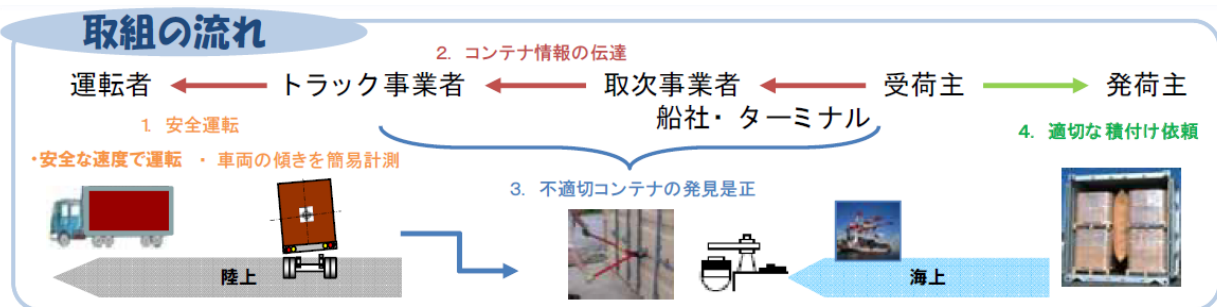 取組の流れ
2. コンテナ情報の伝達
運転者 トラック事業者 取次事業者 受荷主 発荷主
船社・ターミナル
1. 安全運転
4. 適切な積付け依頼
・安全な速度で運転 ・車両の傾きを簡易計測
3. 不適切コンテナの発見是正
陸上
海上